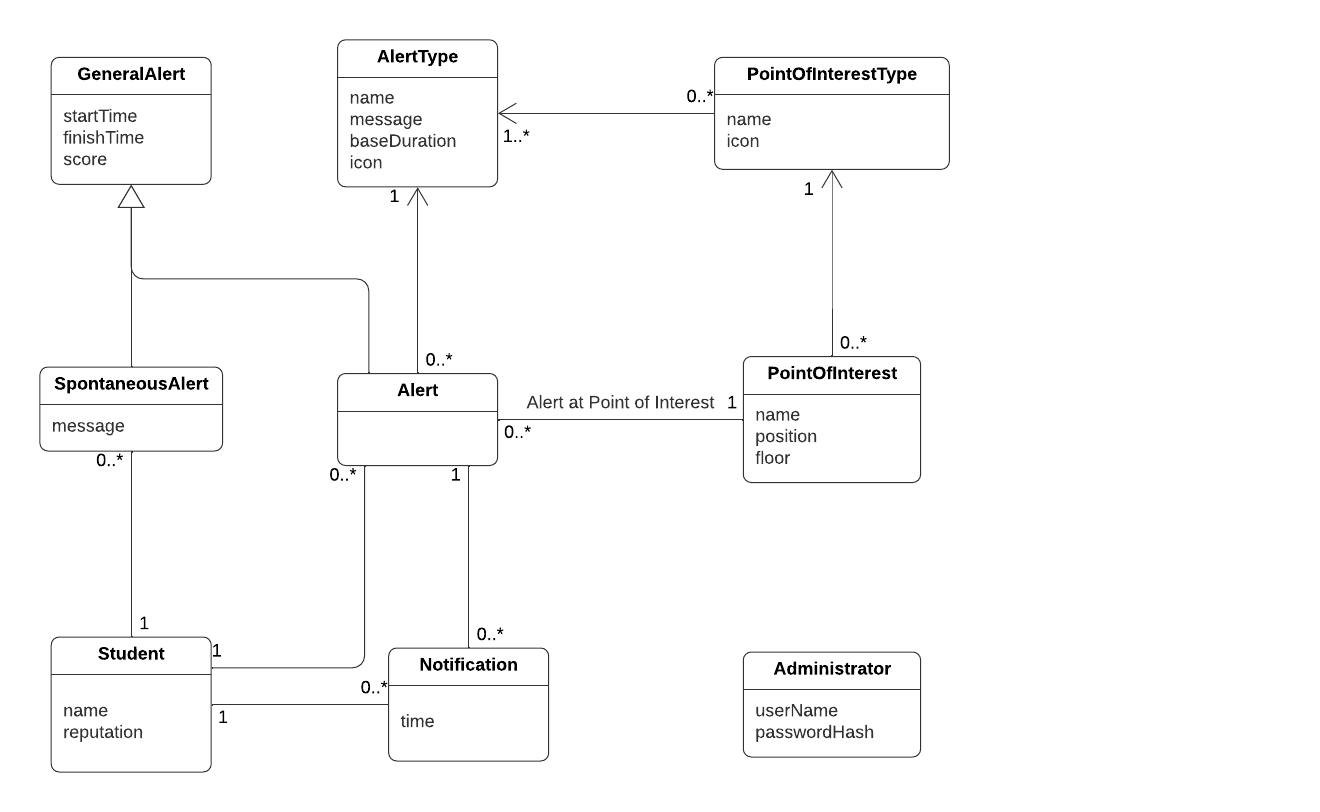 GeneralAlert
startTime
finishTime
score
AlertType
name
message
baseDuration
icon
PointOfInterestType
name
icon
0..*
1..*
1
1
0..*
0..*
SpontaneousAlert
message
0..*
Alert
0..*
1
Alert at Point of Interest
1
0..*
PointOfInterest
name
position
floor
1
1
Student
name
reputation
0..*
0..*
1
Notification
time
Administrator
userName
passwordHash